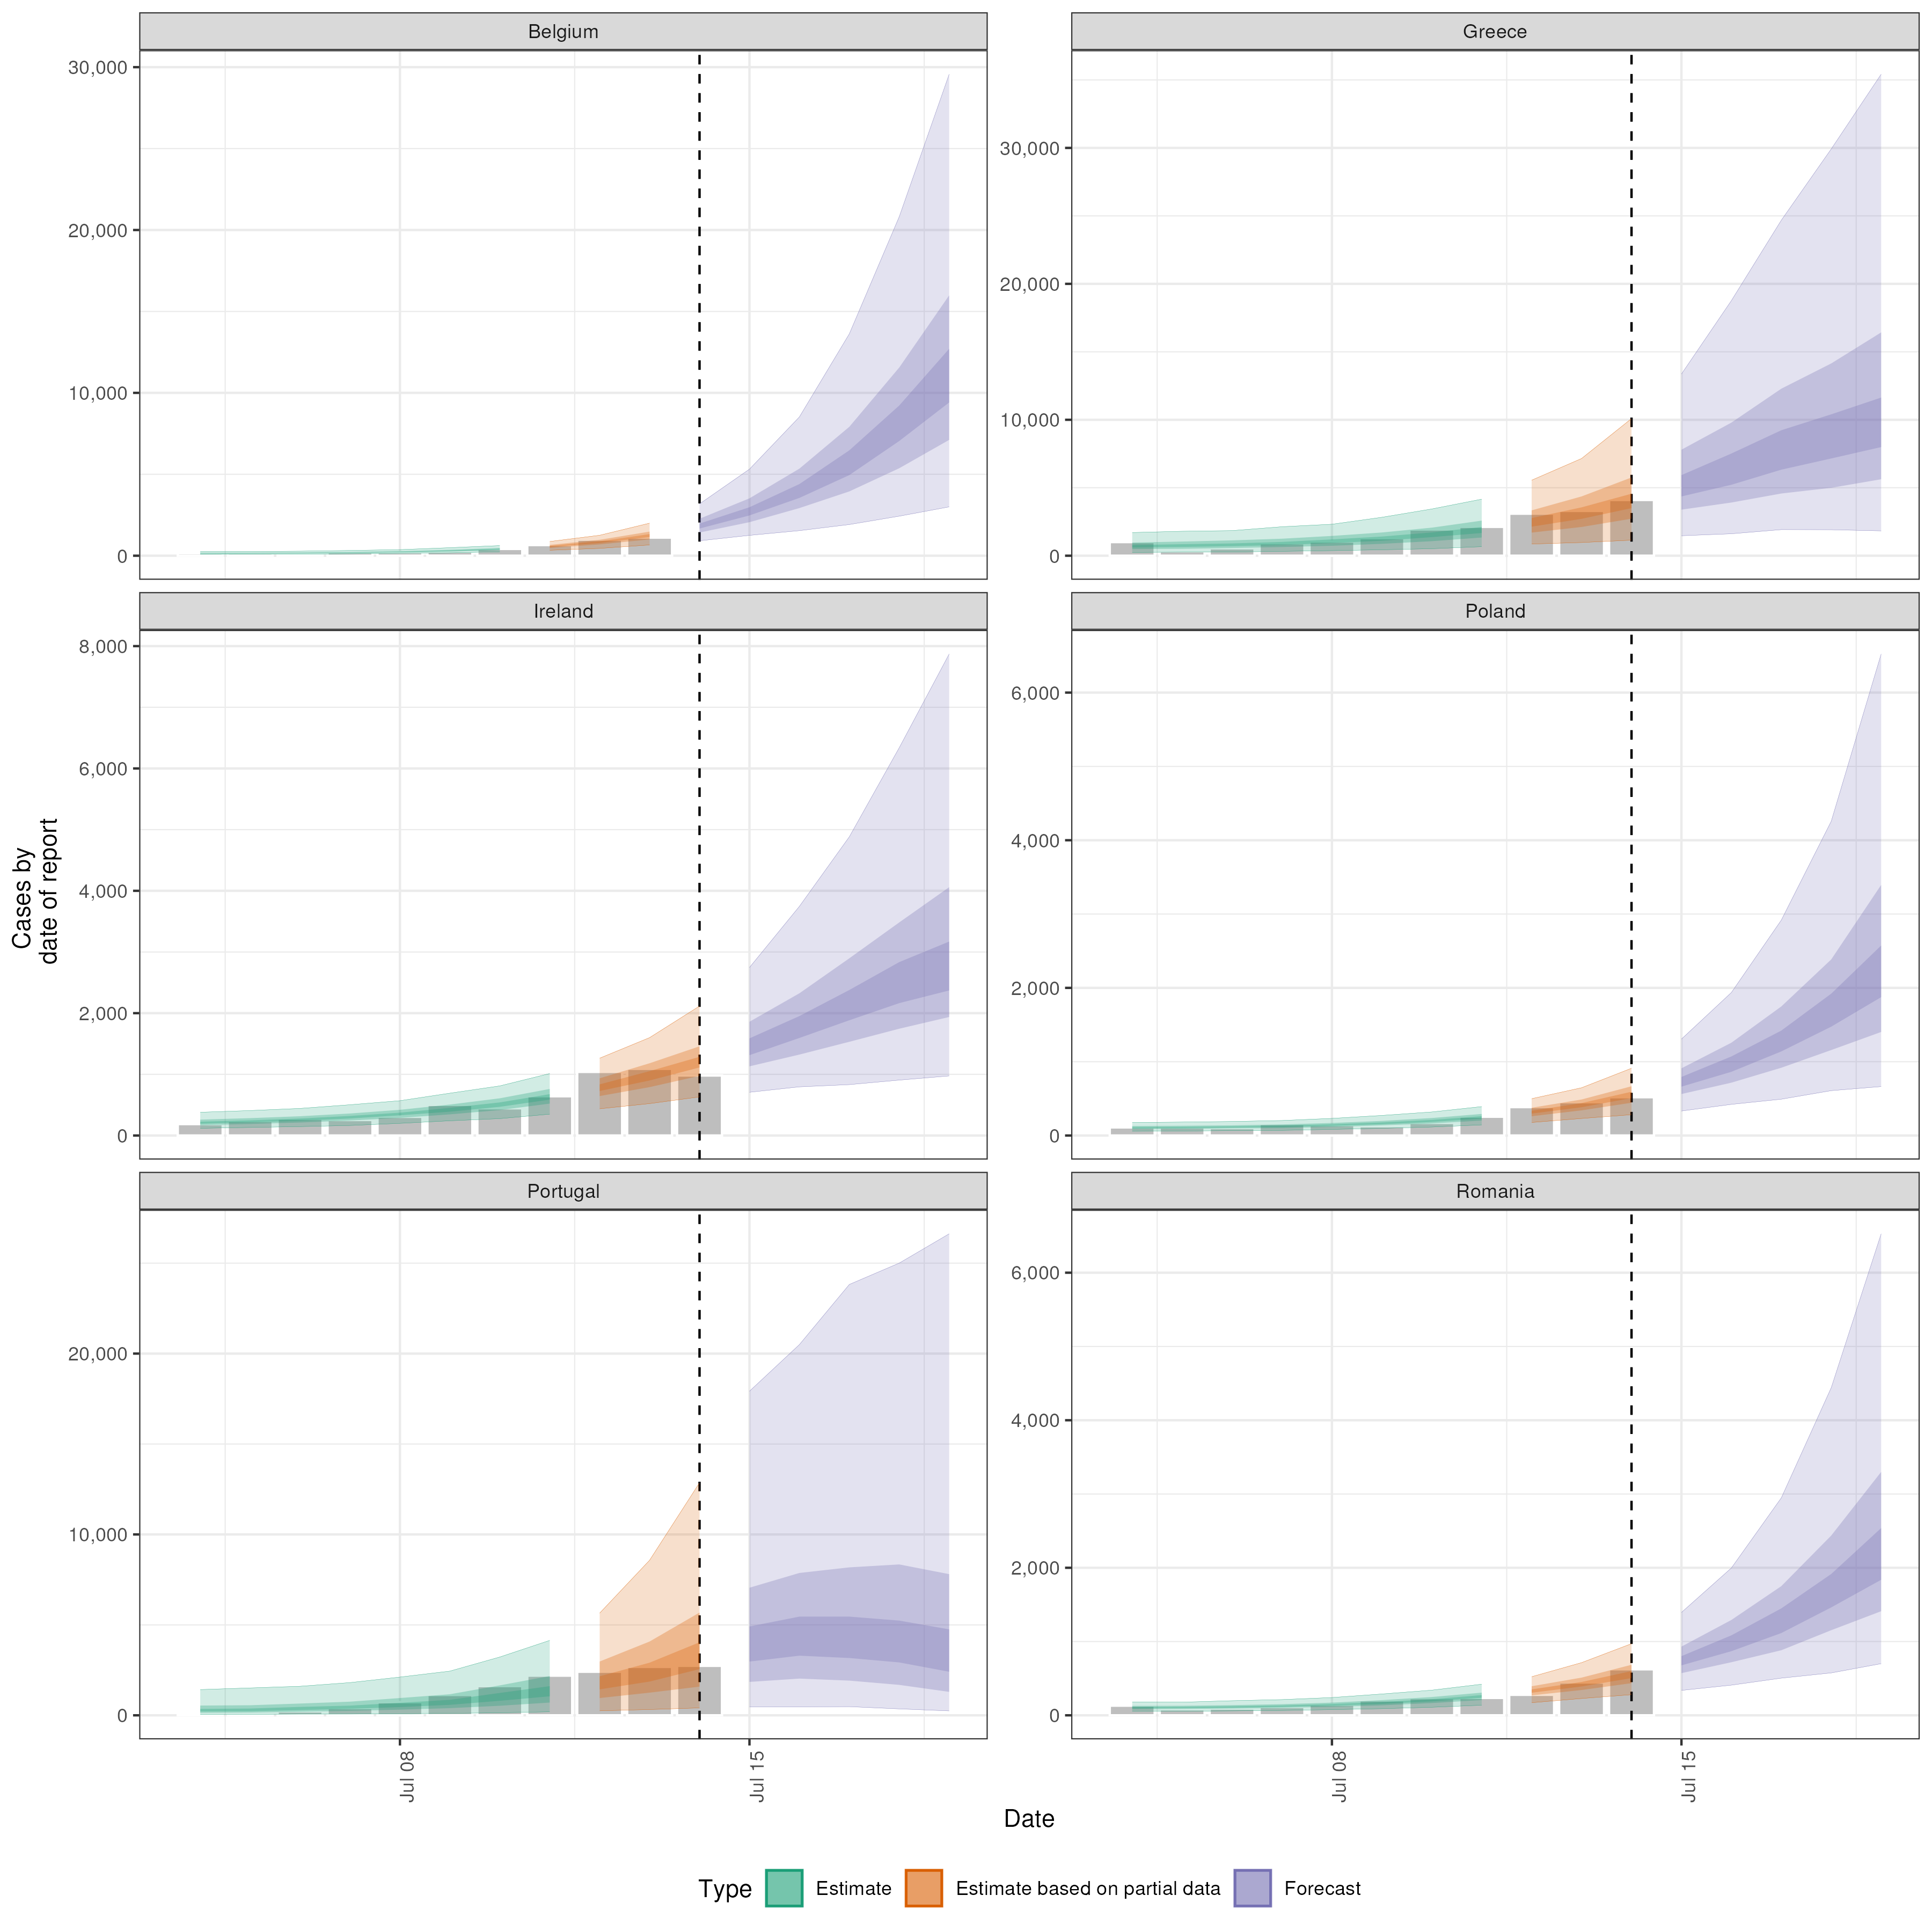 Belgium
Greece
30,000
20,000
10,000
0
30,000
20,000
10,000
0
Ireland
Poland
8,000
6,000
4,000
2,000
0
6,000
4,000
2,000
0
Cases by
date of report
Portugal
Romania
20,000
10,000
0
6,000
4,000
2,000
0
Jul 08
Jul 15
Jul 08
Jul 15
Date
Type
Estimate
Estimate based on partial data
Forecast